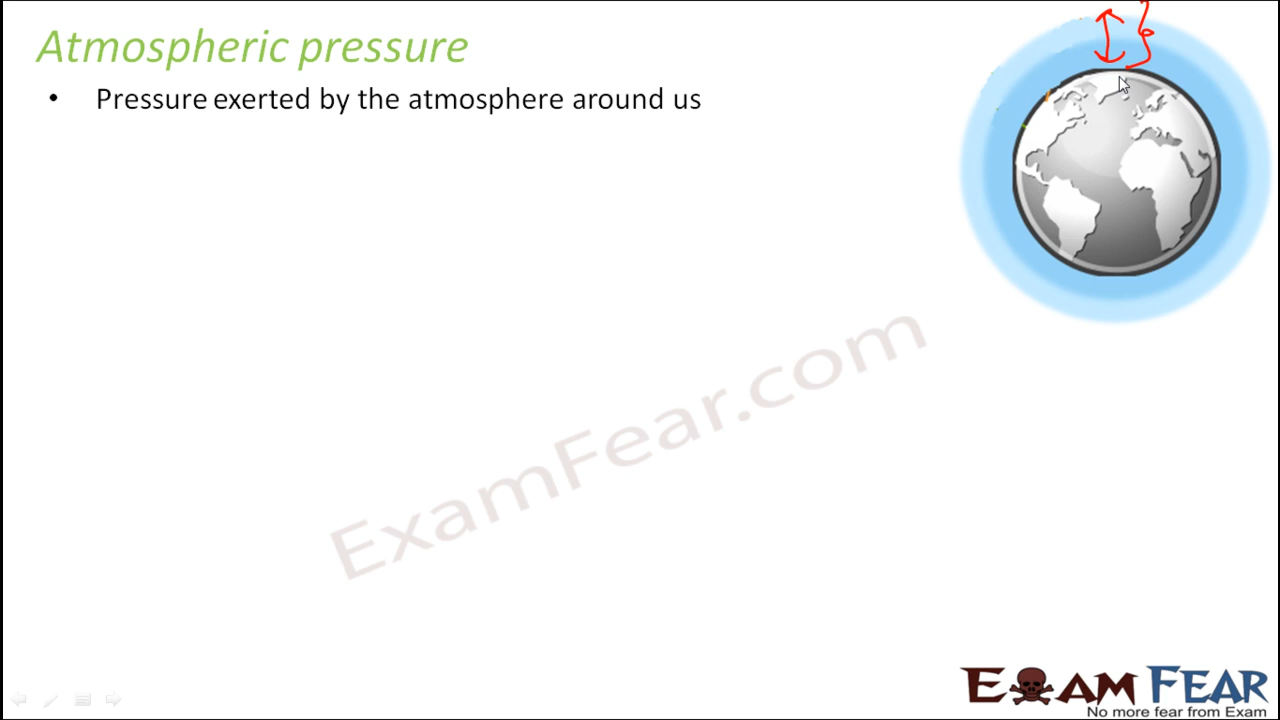 Atmospheric pressure
• Pressure exerted by the atmosphere around us
ExamFear.com
EXAM FEAR
No more fear from Exam